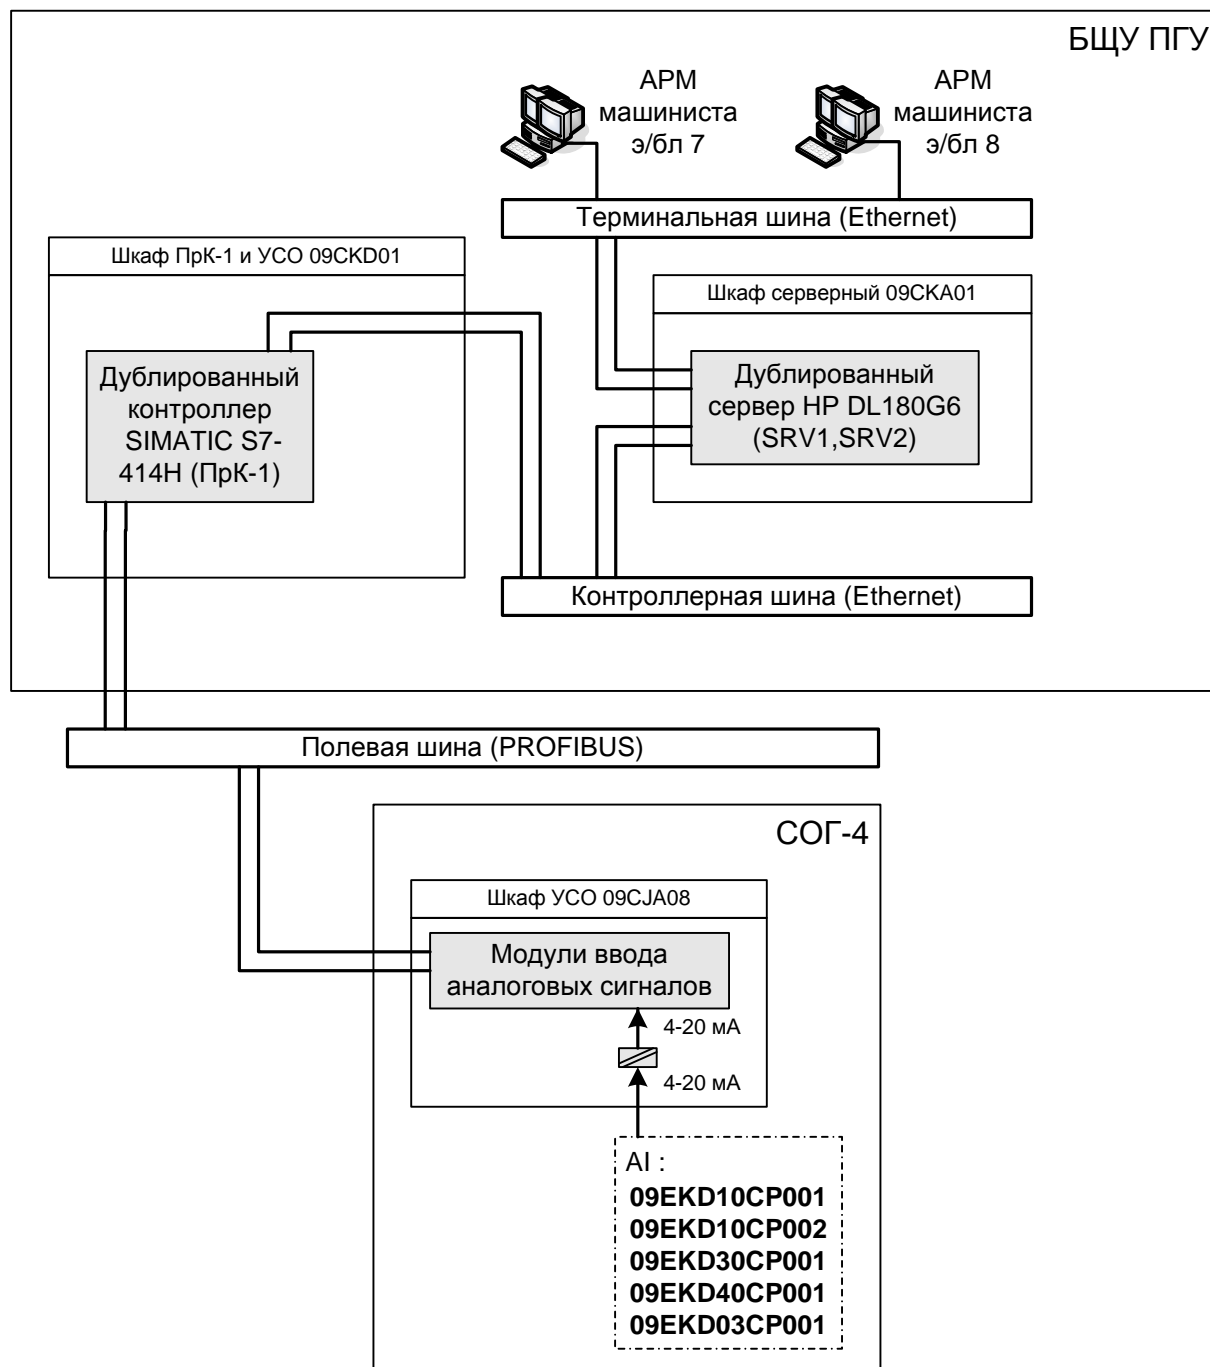 БЩУ ПГУ
АРМ
машиниста
э/бл 7
АРМ
машиниста
э/бл 8
Терминальная шина (Ethernet)
Шкаф ПрК-1 и УСО 09CKD01
Шкаф серверный 09CKA01
Дублированный
контроллер
SIMATIC S7-
414H (ПрК-1)
Дублированный
сервер HP DL180G6
(SRV1,SRV2)
Контроллерная шина (Ethernet)
Полевая шина (PROFIBUS)
СОГ-4
Шкаф УСО 09CJA08
Модули ввода
аналоговых сигналов
4-20 мА
4-20 мА
AI :
09EKD10CP001
09EKD10CP002
09EKD30CP001
09EKD40CP001
09EKD03CP001